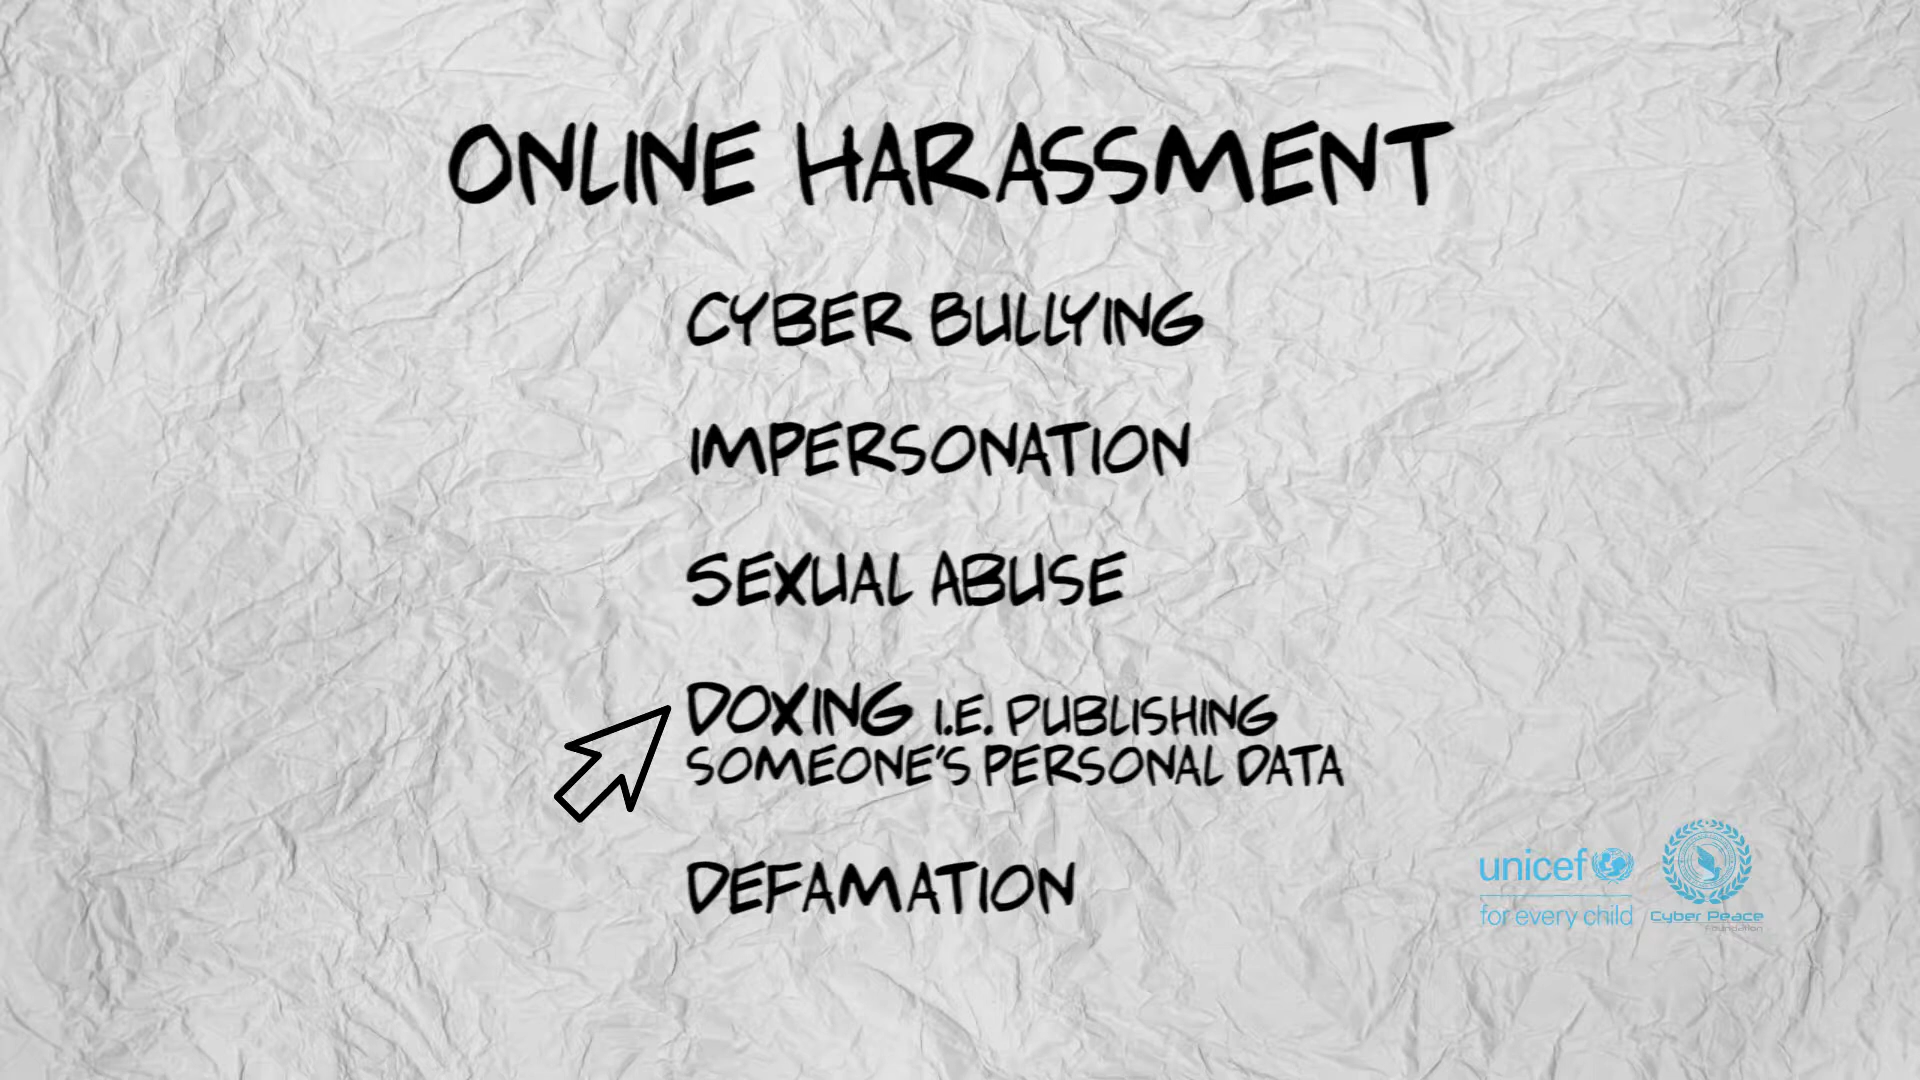 ONLINE HARASSMENT
CYBER BULLYING
IMPERSONATION
SEXUAL ABUSE
DOXING I.E. PUBLISHING
SOMEONE'S PERSONAL DATA
DEFAMATION
unicef
for every child
Cyber Peace
Foundation